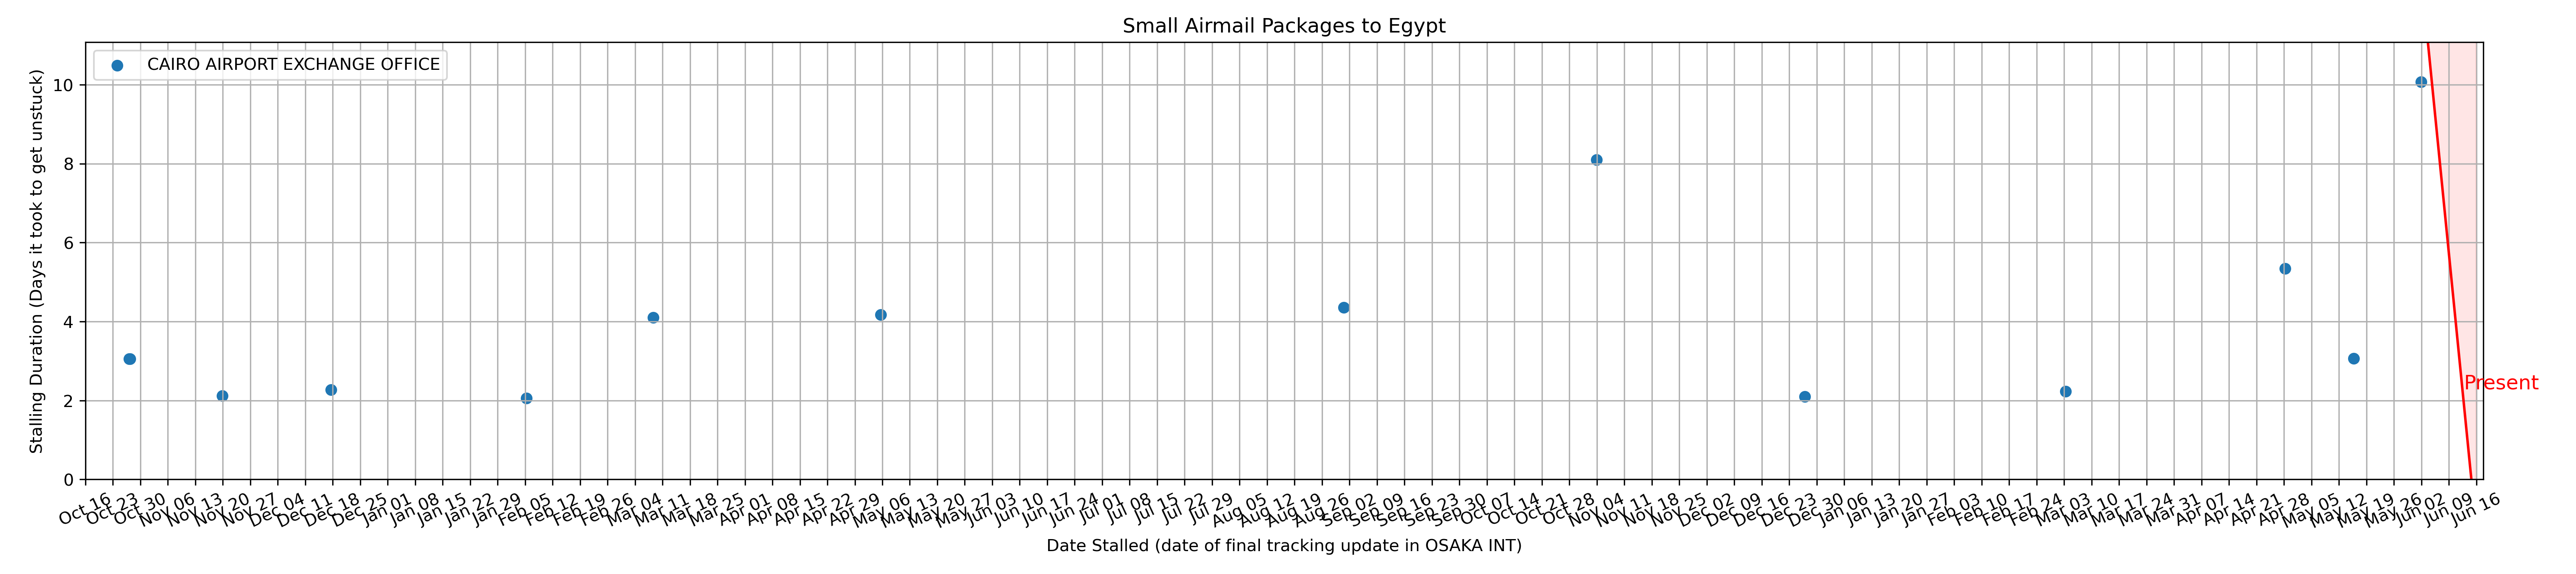 Small Airmail Packages to Egypt
CAIRO AIRPORT EXCHANGE OFFICE
Stalling Duration (Days it took to get unstuck)
10
8
6
4
2
0
Present
Oct 16 Oct 23 Oct 30 Nov 06 Nov 13 Nov 20 Nov 27 Dec 04 Dec 11 Dec 18 Dec 25 Jan 01 Jan 08 Jan 15 Jan 22 Jan 29 Feb 05 Feb 12 Feb 19 Feb 26 Mar 04 Mar 11 Mar 18 Mar 25 Apr 01 Apr 08 Apr 15 Apr 22 Apr 29 May 06 May 13 May 20 May 27 Jun 03 Jun 10 Jun 17 Jun 24 Jul 01 Jul 08 Jul 15 Jul 22 Jul 29 Aug 05 Aug 12 Aug 19 Aug 26 Sep 02 Sep 09 Sep 16 Sep 23 Sep 30 Oct 07 Oct 14 Oct 21 Oct 28 Nov 04 Nov 11 Nov 18 Nov 25 Dec 02 Dec 09 Dec 16 Dec 23 Dec 30 Jan 06 Jan 13 Jan 20 Jan 27 Feb 03 Feb 10 Feb 17 Feb 24 Mar 03 Mar 10 Mar 17 Mar 24 Mar 31 Apr 07 Apr 14 Apr 21 Apr 28 May 05 May 12 May 19 May 26 Jun 02 Jun 09 Jun 16
Date Stalled (date of final tracking update in OSAKA INT)